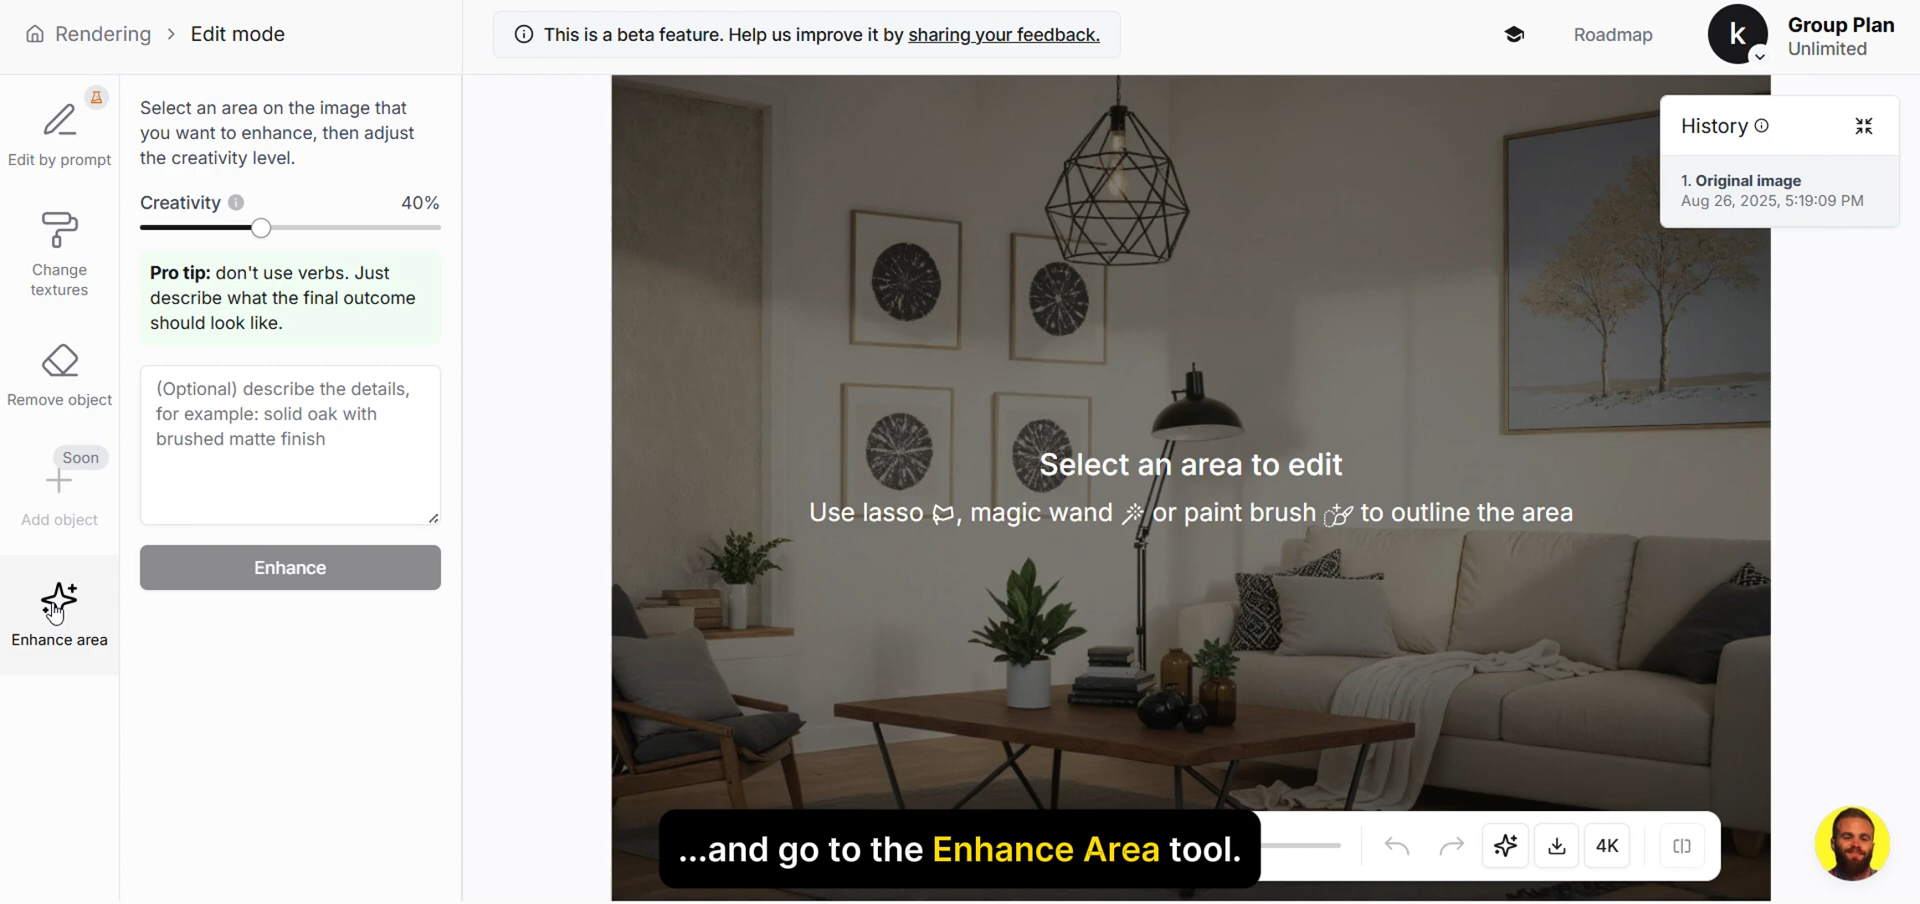 Rendering > Edit mode
This is a beta feature. Help us improve it by sharing your feedback.
Roadmap
k
Group Plan
Unlimited
Edit by prompt
Change
textures
Remove object
Soon
Add object
Enhance area
Select an area on the image that
you want to enhance, then adjust
the creativity level.
Creativity
40%
Pro tip: don't use verbs. Just
describe what the final outcome
should look like.
(Optional) describe the details,
for example: solid oak with
brushed matte finish
Enhance
History
1. Original image
Aug 26, 2025, 5:19:09 PM
Select an area to edit
Use lasso , magic wand or paint brush to outline the area
...and go to the Enhance Area tool.
4K